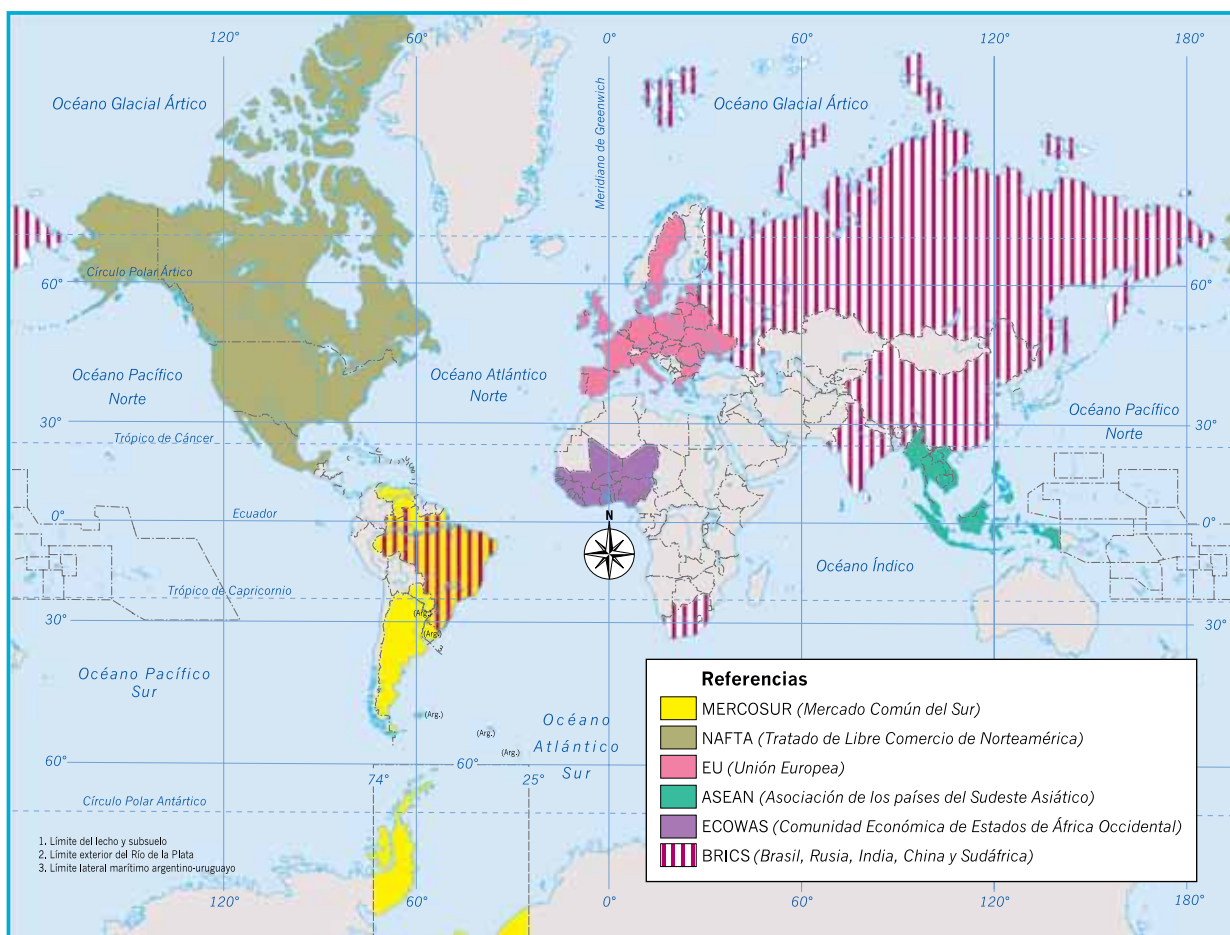 120°
60°
0°
60°
120°
180°
Océano Glacial Ártico
Meridiano de Greenwich
Océano Glacial Ártico
Círculo Polar Ártico
60°
60°
Océano Pacífico
Norte
Océano Atlántico
Norte
Océano Pacífico
Norte
30°
30°
Trópico de Cáncer
Ecuador
0°
N
0°
Océano Índico
Trópico de Capricornio
(Arg.)
30°
(Arg.)
3
30°
Océano Pacífico
Sur
(Arg.)
(Arg.)
(Arg.)
Océano
Atlántico
Sur
60°
60°
74°
25°
Círculo Polar Antártico
1. Límite del lecho y subsuelo
2. Límite exterior del Río de la Plata
3. Límite lateral marítimo argentino-uruguayo
Referencias
MERCOSUR (Mercado Común del Sur)
NAFTA (Tratado de Libre Comercio de Norteamérica)
EU (Unión Europea)
ASEAN (Asociación de los países del Sudeste Asiático)
ECOWAS (Comunidad Económica de Estados de África Occidental)
BRICS (Brasil, Rusia, India, China y Sudáfrica)
120°
60°
0°
60°
120°
180°